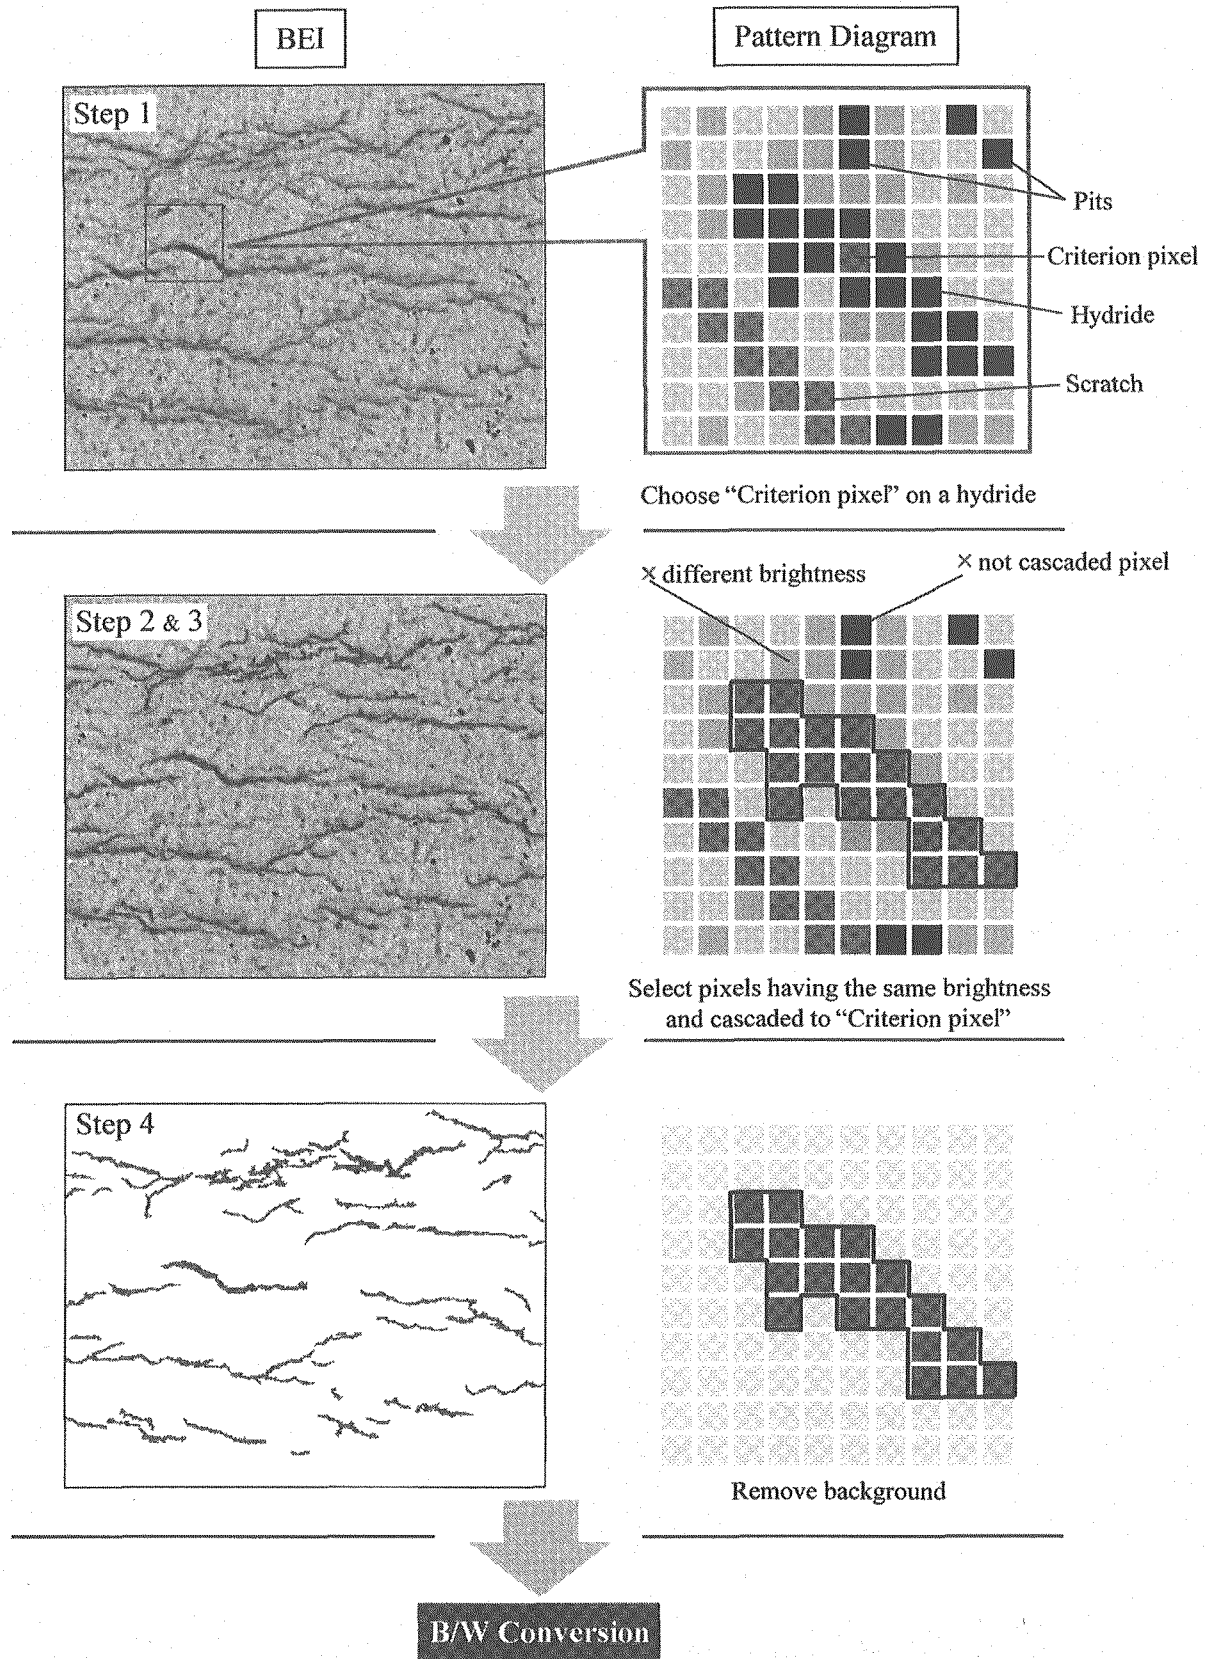 BEI
Pattern Diagram
Step 1
Pits
Criterion pixel
Hydride
Scratch
Choose “Criterion pixel” on a hydride
× different brightness
× not cascaded pixel
Step 2 & 3
Select pixels having the same brightness
and cascaded to “Criterion pixel”
Step 4
Remove background
B/W Conversion